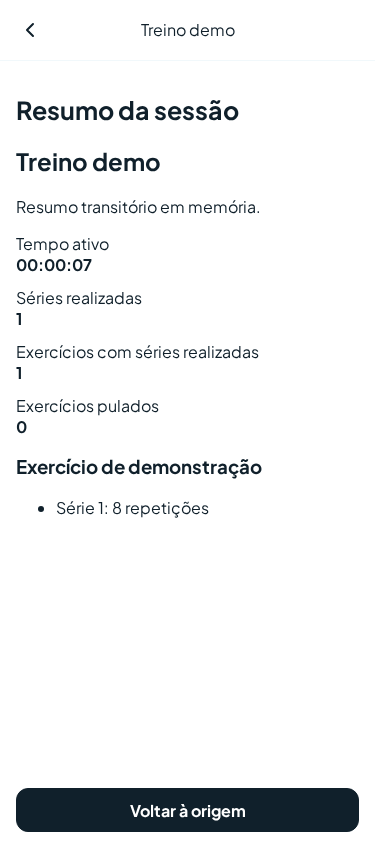 Treino demo
Resumo da sessão
Treino demo
Resumo transitório em memória.
Tempo ativo
00:00:07
Séries realizadas
1
Exercícios com séries realizadas
1
Exercícios pulados
0
Exercício de demonstração
Série 1: 8 repetições
Voltar à origem